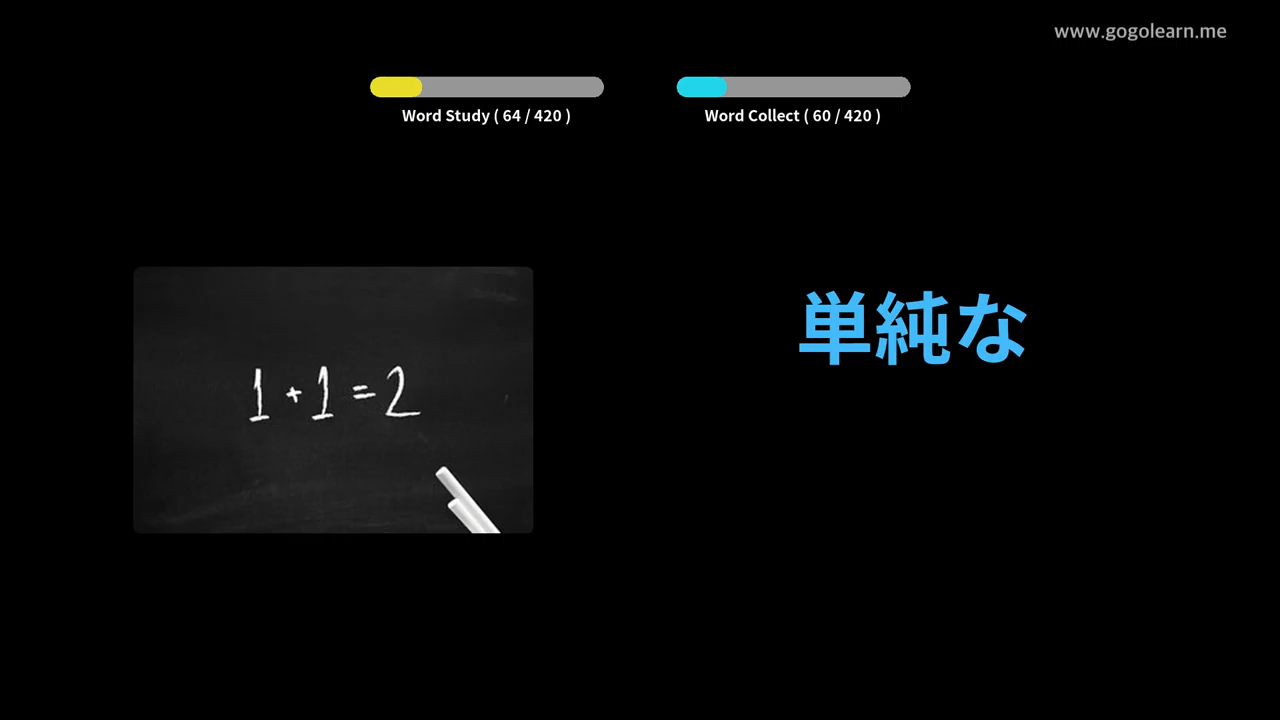 www.gogolearn.me
Word Study ( 64 / 420 )
Word Collect ( 60 / 420 )
1 + 1 = 2
単純な